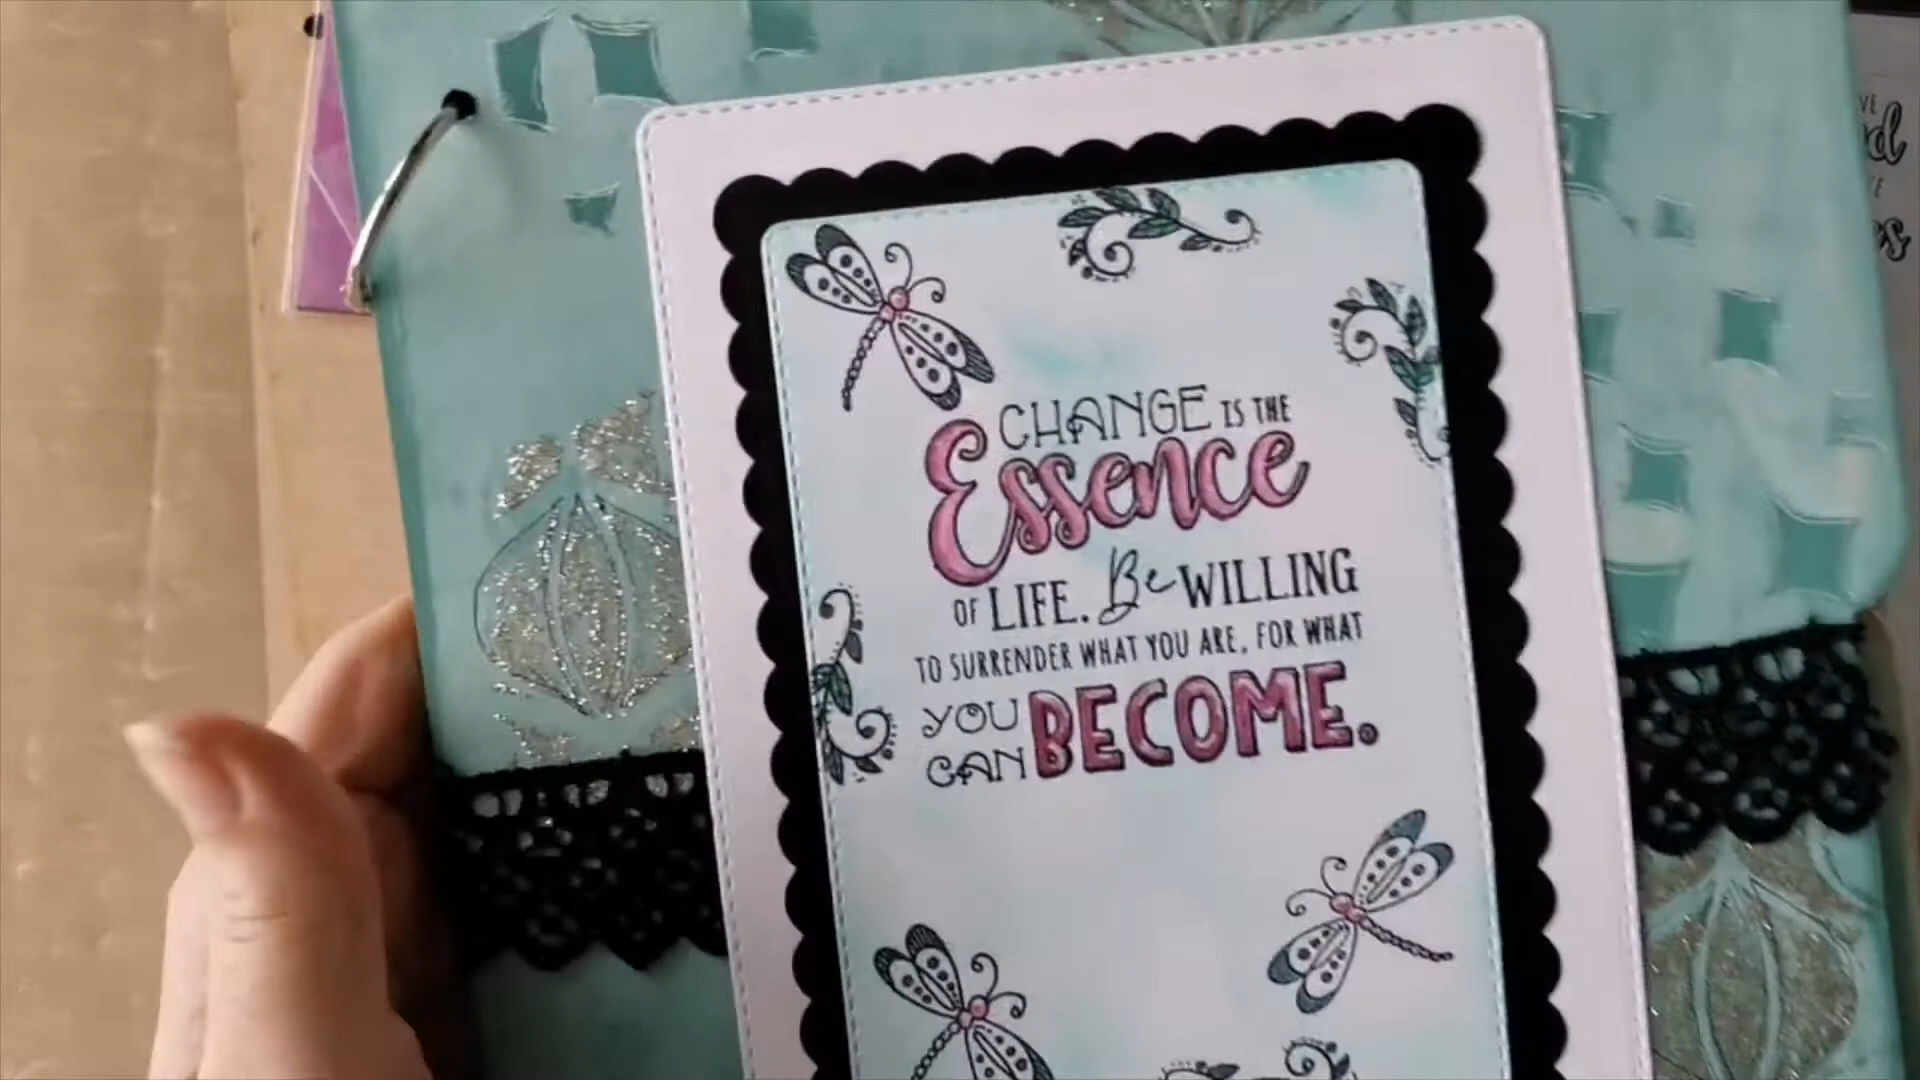 CHANGE IS THE
Essence
OF LIFE. Be WILLING
TO SURRENDER WHAT YOU ARE, FOR WHAT
YOU
CAN BECOME.